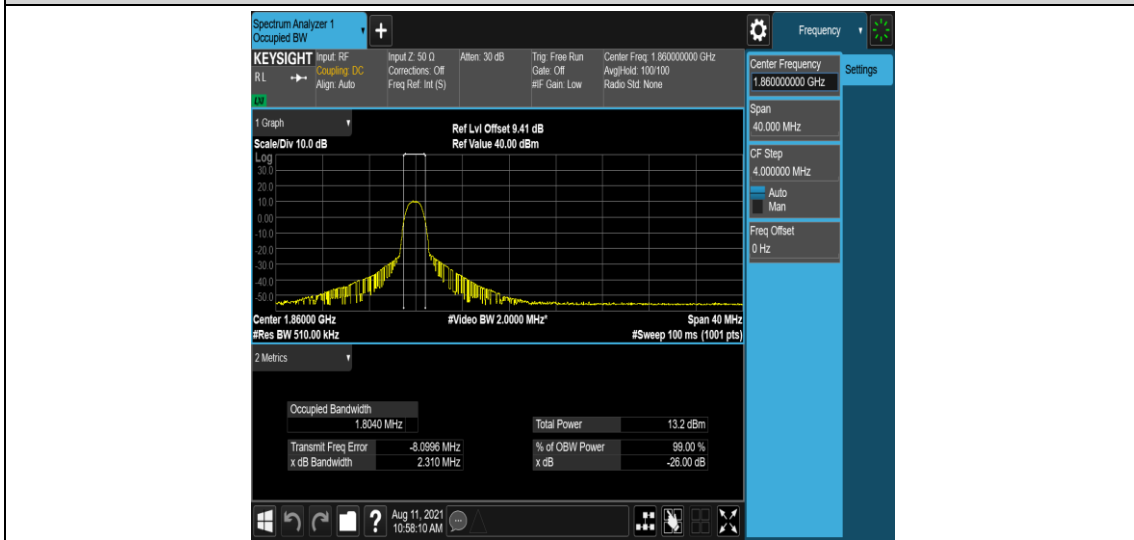 Spectrum Analyzer 1
Occupied BW
+
Frequency
KEYSIGHT
RL
LXI
Input: RF
Coupling: DC
Align: Auto
Input Z: 50 Ω
Corrections: Off
Freq Ref: Int (S)
Atten: 30 dB
Trig: Free Run
Gate: Off
#IF Gain: Low
Center Freq: 1.860000000 GHz
Avg|Hold: 100/100
Radio Std: None
Center Frequency
1.860000000 GHz
Settings
Span
40.000 MHz
CF Step
4.000000 MHz
Auto
Man
Freq Offset
0 Hz
1 Graph
Scale/Div 10.0 dB
Ref Lvl Offset 9.41 dB
Ref Value 40.00 dBm
Log
30.0
20.0
10.0
0.00
-10.0
-20.0
-30.0
-40.0
-50.0
Center 1.86000 GHz
#Video BW 2.0000 MHz*
Span 40 MHz
#Res BW 510.00 kHz
#Sweep 100 ms (1001 pts)
2 Metrics
Occupied Bandwidth
1.8040 MHz
Total Power 13.2 dBm
Transmit Freq Error -8.0996 MHz
% of OBW Power 99.00 %
x dB Bandwidth 2.310 MHz
x dB -26.00 dB
?
Aug 11, 2021
10:58:10 AM